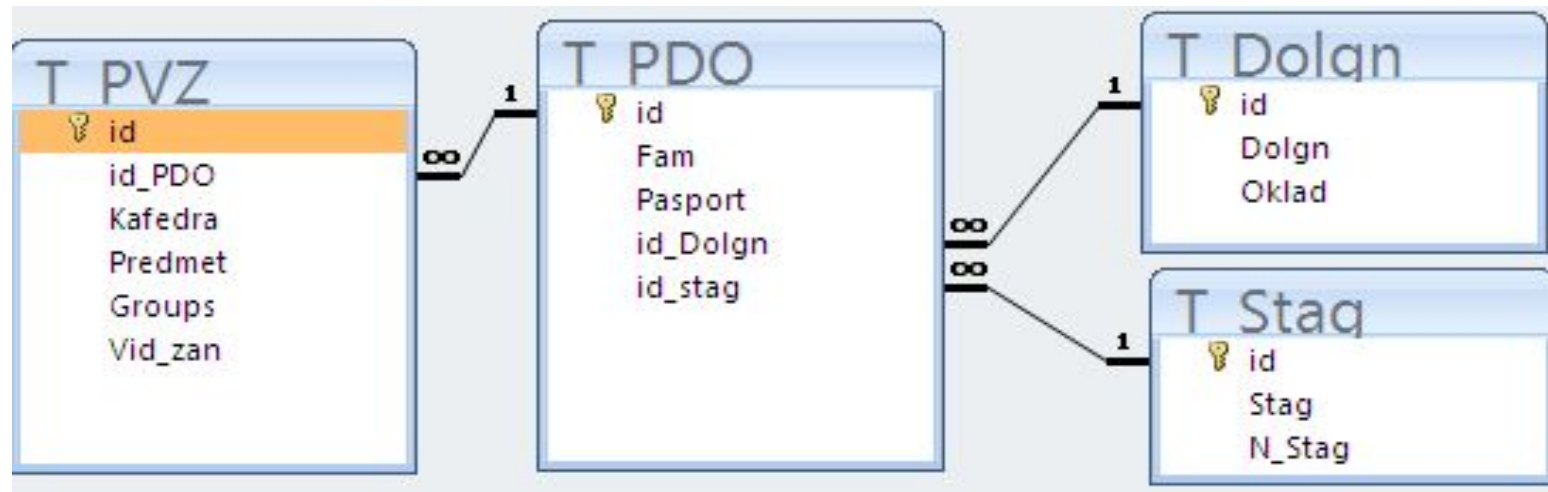 T_PVZ
id
id_PDO
Kafedra
Predmet
Groups
Vid_zan
1
∞
T_PDO
id
Fam
Pasport
id_Dolgn
id_stag
1
∞
∞
1
T_Dolgn
id
Dolgn
Oklad
T_Stag
id
Stag
N_Stag